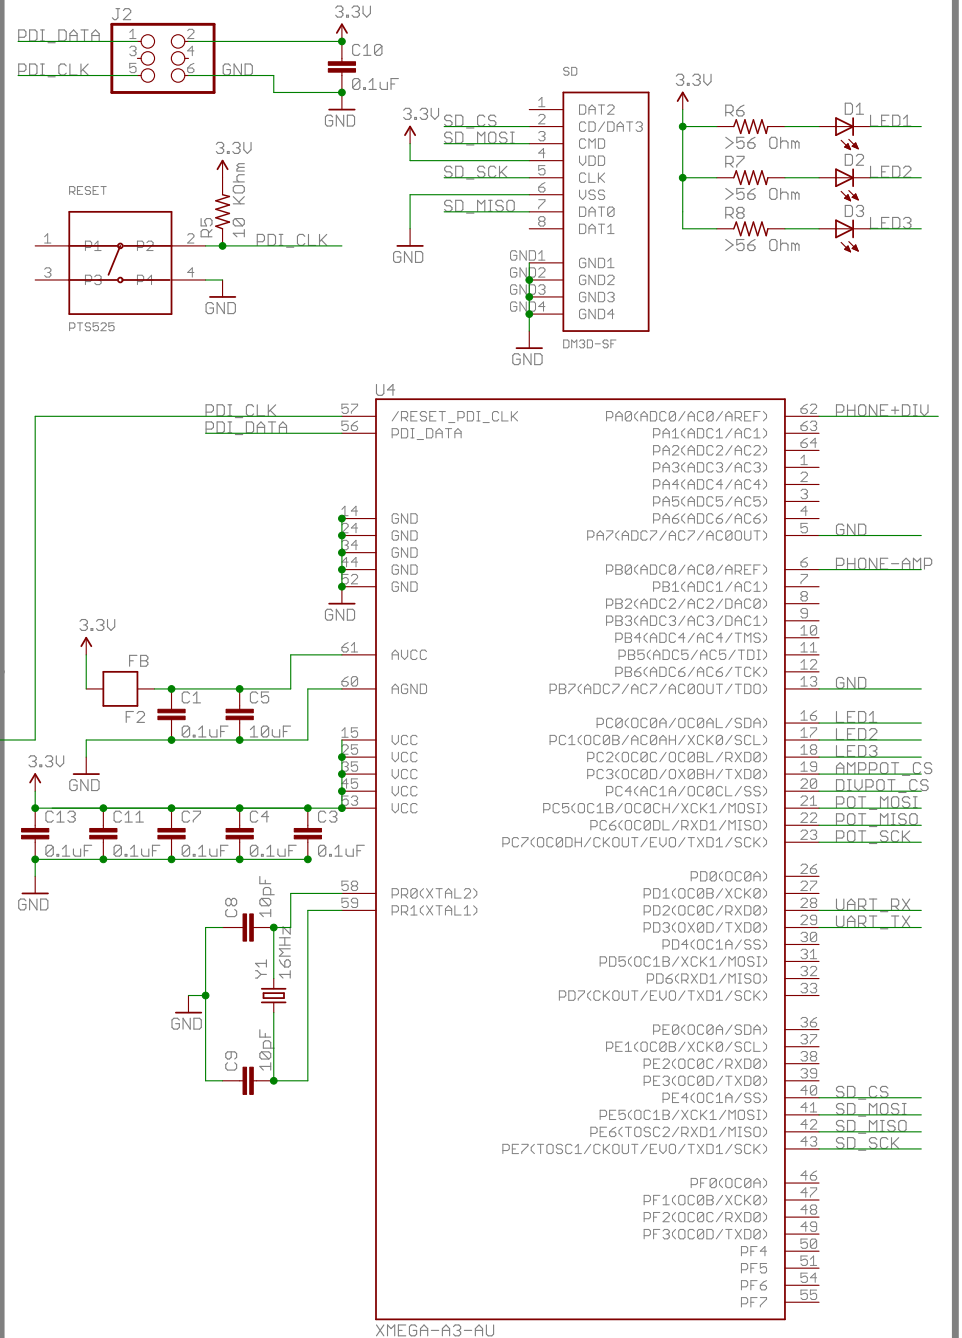 J2
PDI_DATA 1 2
3 4
PDI_CLK 5 6 GND
3.3V
C10
0.1uF
GND
RESET
3.3V
R5
10 KOhm
1 P1 P2 2 PDI_CLK
3 P3 P4 4
GND
PTS525
SD
3.3V
1 DAT2
SD_CS 2 CD/DAT3
SD_MOSI 3 CMD
4 VDD
SD_SCK 5 CLK
6 VSS
SD_MISO 7 DAT0
8 DAT1
GND
GND1 GND1
GND2 GND2
GND3 GND3
GND4 GND4
GND
DM3D-SF
3.3V
R6 D1 LED1
>56 Ohm
R7 D2 LED2
>56 Ohm
R8 D3 LED3
>56 Ohm
U4
PDI_CLK 57 /RESET_PDI_CLK
PDI_DATA 56 PDI_DATA
14 GND
24 GND
34 GND
44 GND
52 GND
GND
3.3V
FB
F2
C1
0.1uF
C5
10uF
GND
61 AVCC
60 AGND
15 VCC
25 VCC
35 VCC
45 VCC
53 VCC
3.3V
C13 C11 C7 C4 C3
0.1uF 0.1uF 0.1uF 0.1uF 0.1uF
GND
58 PR0(XTAL2)
59 PR1(XTAL1)
C8
10pF
Y1
16MHz
GND
C9
10pF
PA0(ADC0/AC0/AREF) 62 PHONE+DIV
PA1(ADC1/AC1) 63
PA2(ADC2/AC2) 64
PA3(ADC3/AC3) 1
PA4(ADC4/AC4) 2
PA5(ADC5/AC5) 3
PA6(ADC6/AC6) 4
PA7(ADC7/AC7/AC0OUT) 5 GND
PB0(ADC0/AC0/AREF) 6 PHONE-AMP
PB1(ADC1/AC1) 7
PB2(ADC2/AC2/DAC0) 8
PB3(ADC3/AC3/DAC1) 9
PB4(ADC4/AC4/TMS) 10
PB5(ADC5/AC5/TDI) 11
PB6(ADC6/AC6/TCK) 12
PB7(ADC7/AC7/AC0OUT/TDO) 13 GND
PC0(OC0A/OC0AL/SDA) 16 LED1
PC1(OC0B/AC0AH/XCK0/SCL) 17 LED2
PC2(OC0C/OC0BL/RXD0) 18 LED3
PC3(OC0D/OX0BH/TXD0) 19 AMPPOT_CS
PC4(AC1A/OC0CL/SS) 20 DIVPOT_CS
PC5(OC1B/OC0CH/XCK1/MOSI) 21 POT_MOSI
PC6(OC0DL/RXD1/MISO) 22 POT_MISO
PC7(OC0DH/CKOUT/EVO/TXD1/SCK) 23 POT_SCK
PD0(OC0A) 26
PD1(OC0B/XCK0) 27
PD2(OC0C/RXD0) 28 UART_RX
PD3(OX0D/TXD0) 29 UART_TX
PD4(OC1A/SS) 30
PD5(OC1B/XCK1/MOSI) 31
PD6(RXD1/MISO) 32
PD7(CKOUT/EVO/TXD1/SCK) 33
PE0(OC0A/SDA) 36
PE1(OC0B/XCK0/SCL) 37
PE2(OC0C/RXD0) 38
PE3(OC0D/TXD0) 39
PE4(OC1A/SS) 40 SD_CS
PE5(OC1B/XCK1/MOSI) 41 SD_MOSI
PE6(TOSC2/RXD1/MISO) 42 SD_MISO
PE7(TOSC1/CKOUT/EVO/TXD1/SCK) 43 SD_SCK
PF0(OC0A) 46
PF1(OC0B/XCK0) 47
PF2(OC0C/RXD0) 48
PF3(OC0D/TXD0) 49
PF4 50
PF5 51
PF6 54
PF7 55
XMEGA-A3-AU